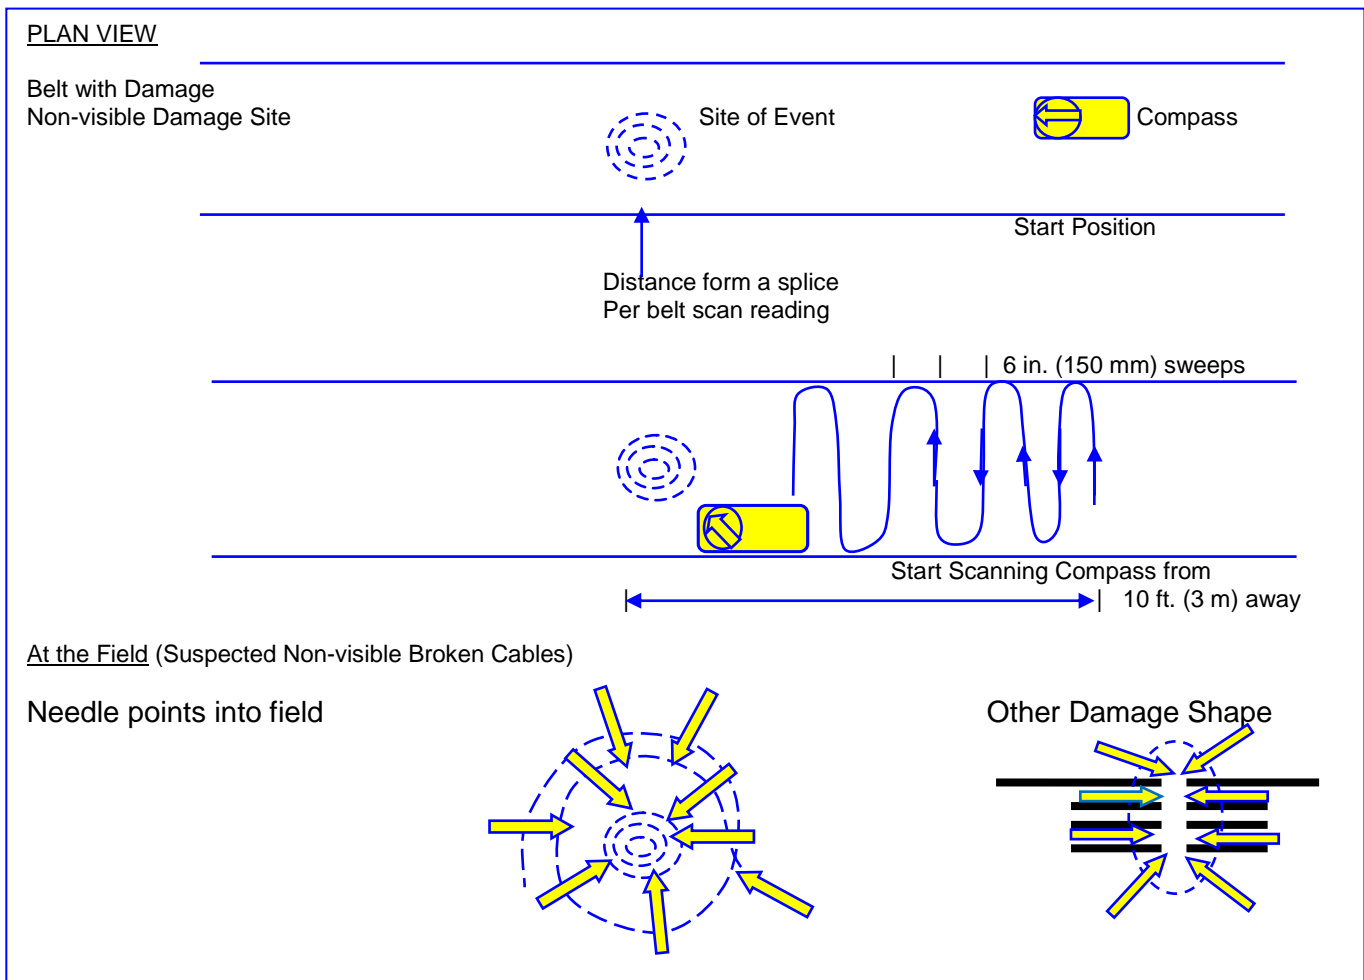 PLAN VIEW
Belt with Damage
Non-visible Damage Site
Site of Event
Compass
Start Position
Distance form a splice
Per belt scan reading
6 in. (150 mm) sweeps
Start Scanning Compass from
10 ft. (3 m) away
At the Field (Suspected Non-visible Broken Cables)
Needle points into field
Other Damage Shape